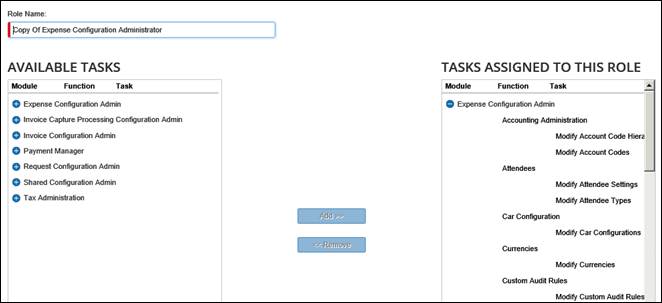 Role Name:
Copy Of Expense Configuration Administrator
AVAILABLE TASKS
Module Function Task
Expense Configuration Admin
Invoice Capture Processing Configuration Admin
Invoice Configuration Admin
Payment Manager
Request Configuration Admin
Shared Configuration Admin
Tax Administration
Add >>
<< Remove
TASKS ASSIGNED TO THIS ROLE
Module Function Task
Expense Configuration Admin
Accounting Administration
Modify Account Code Hiera
Modify Account Codes
Attendees
Modify Attendee Settings
Modify Attendee Types
Car Configuration
Modify Car Configurations
Currencies
Modify Currencies
Custom Audit Rules
Modify Custom Audit Rules